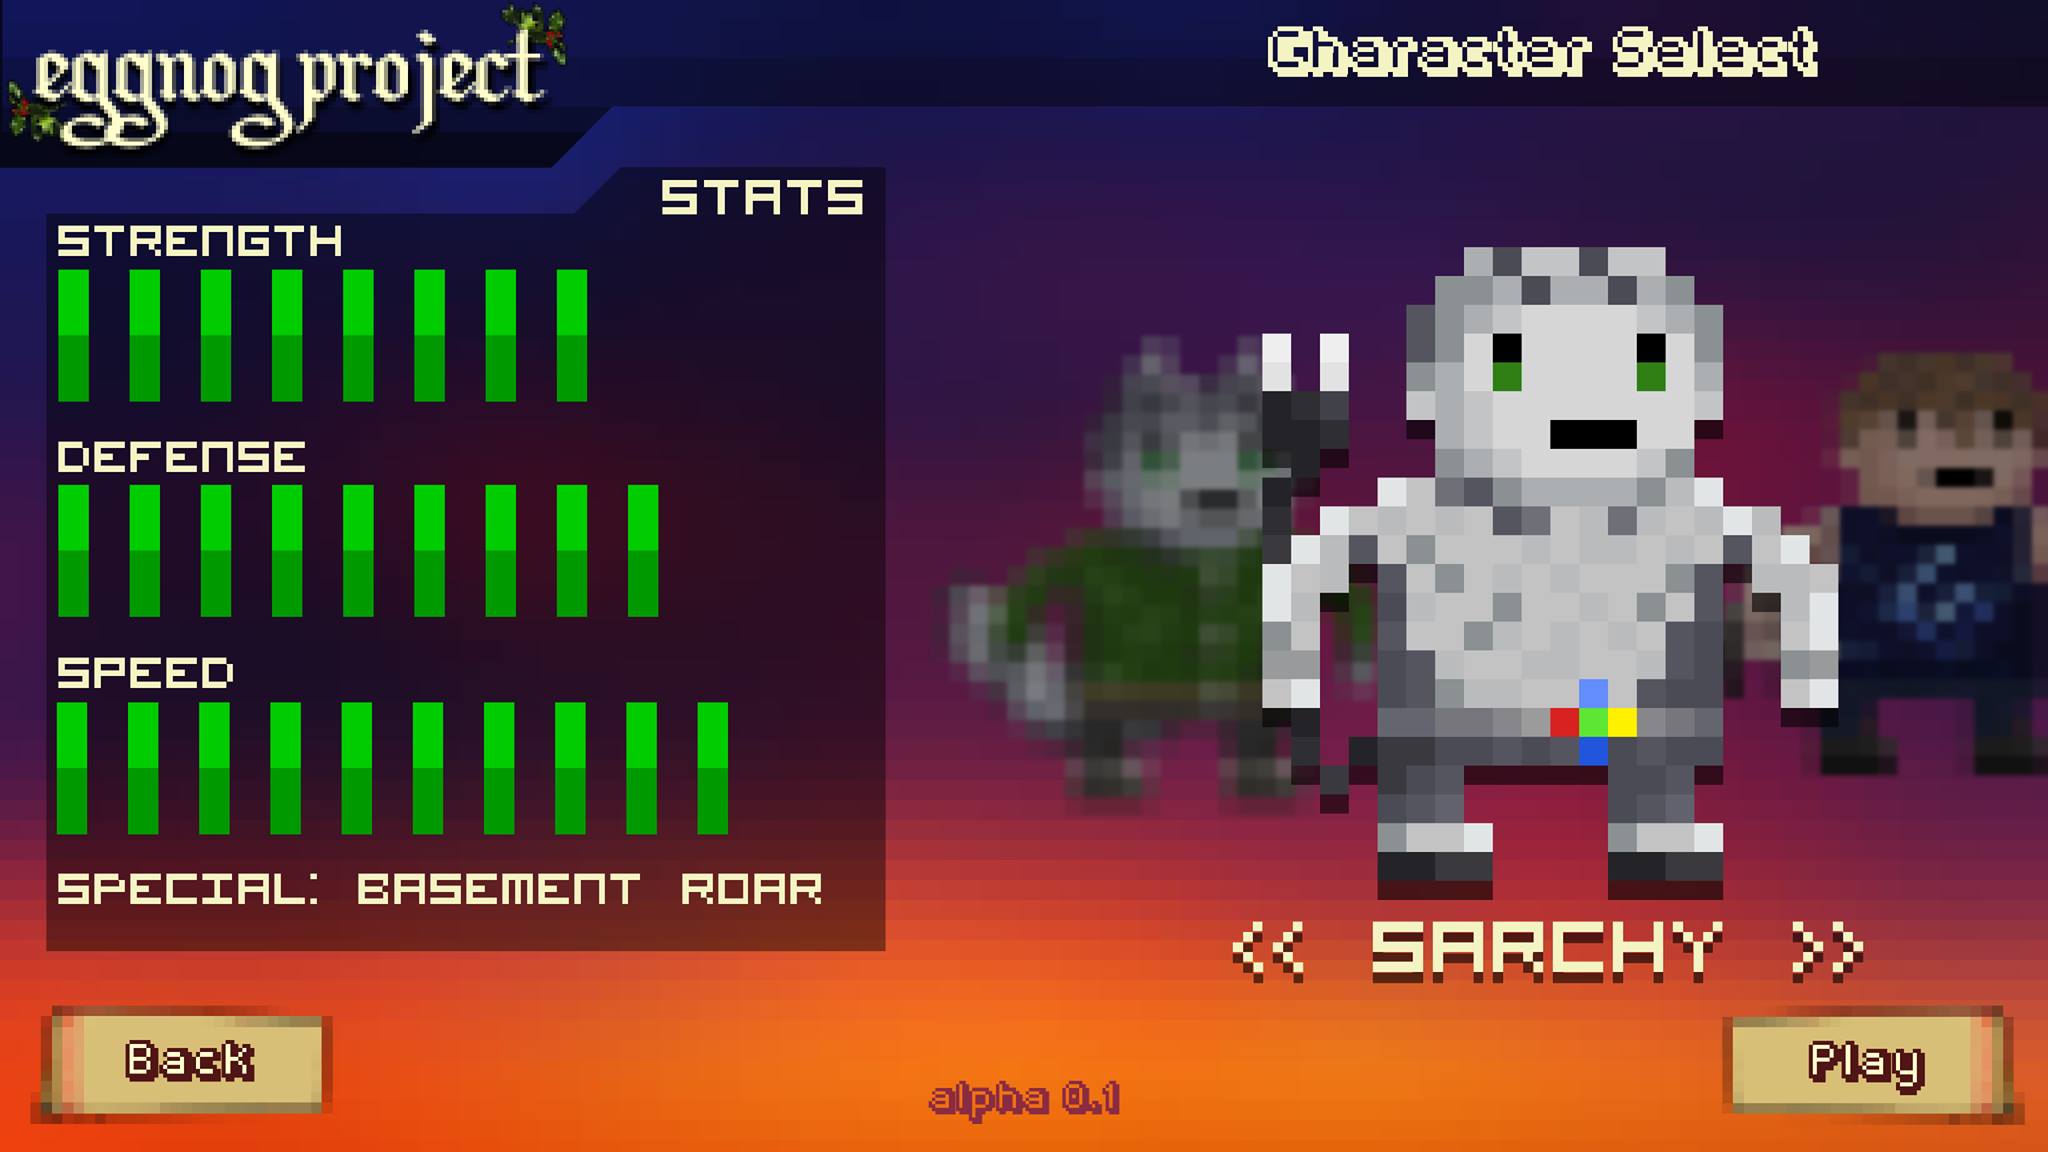 eggnog project
Character Select
STATS
STRENGTH
DEFENSE
SPEED
SPECIAL: BASEMENT ROAR
<< SARCHY >>
Back
Play
alpha 0.1